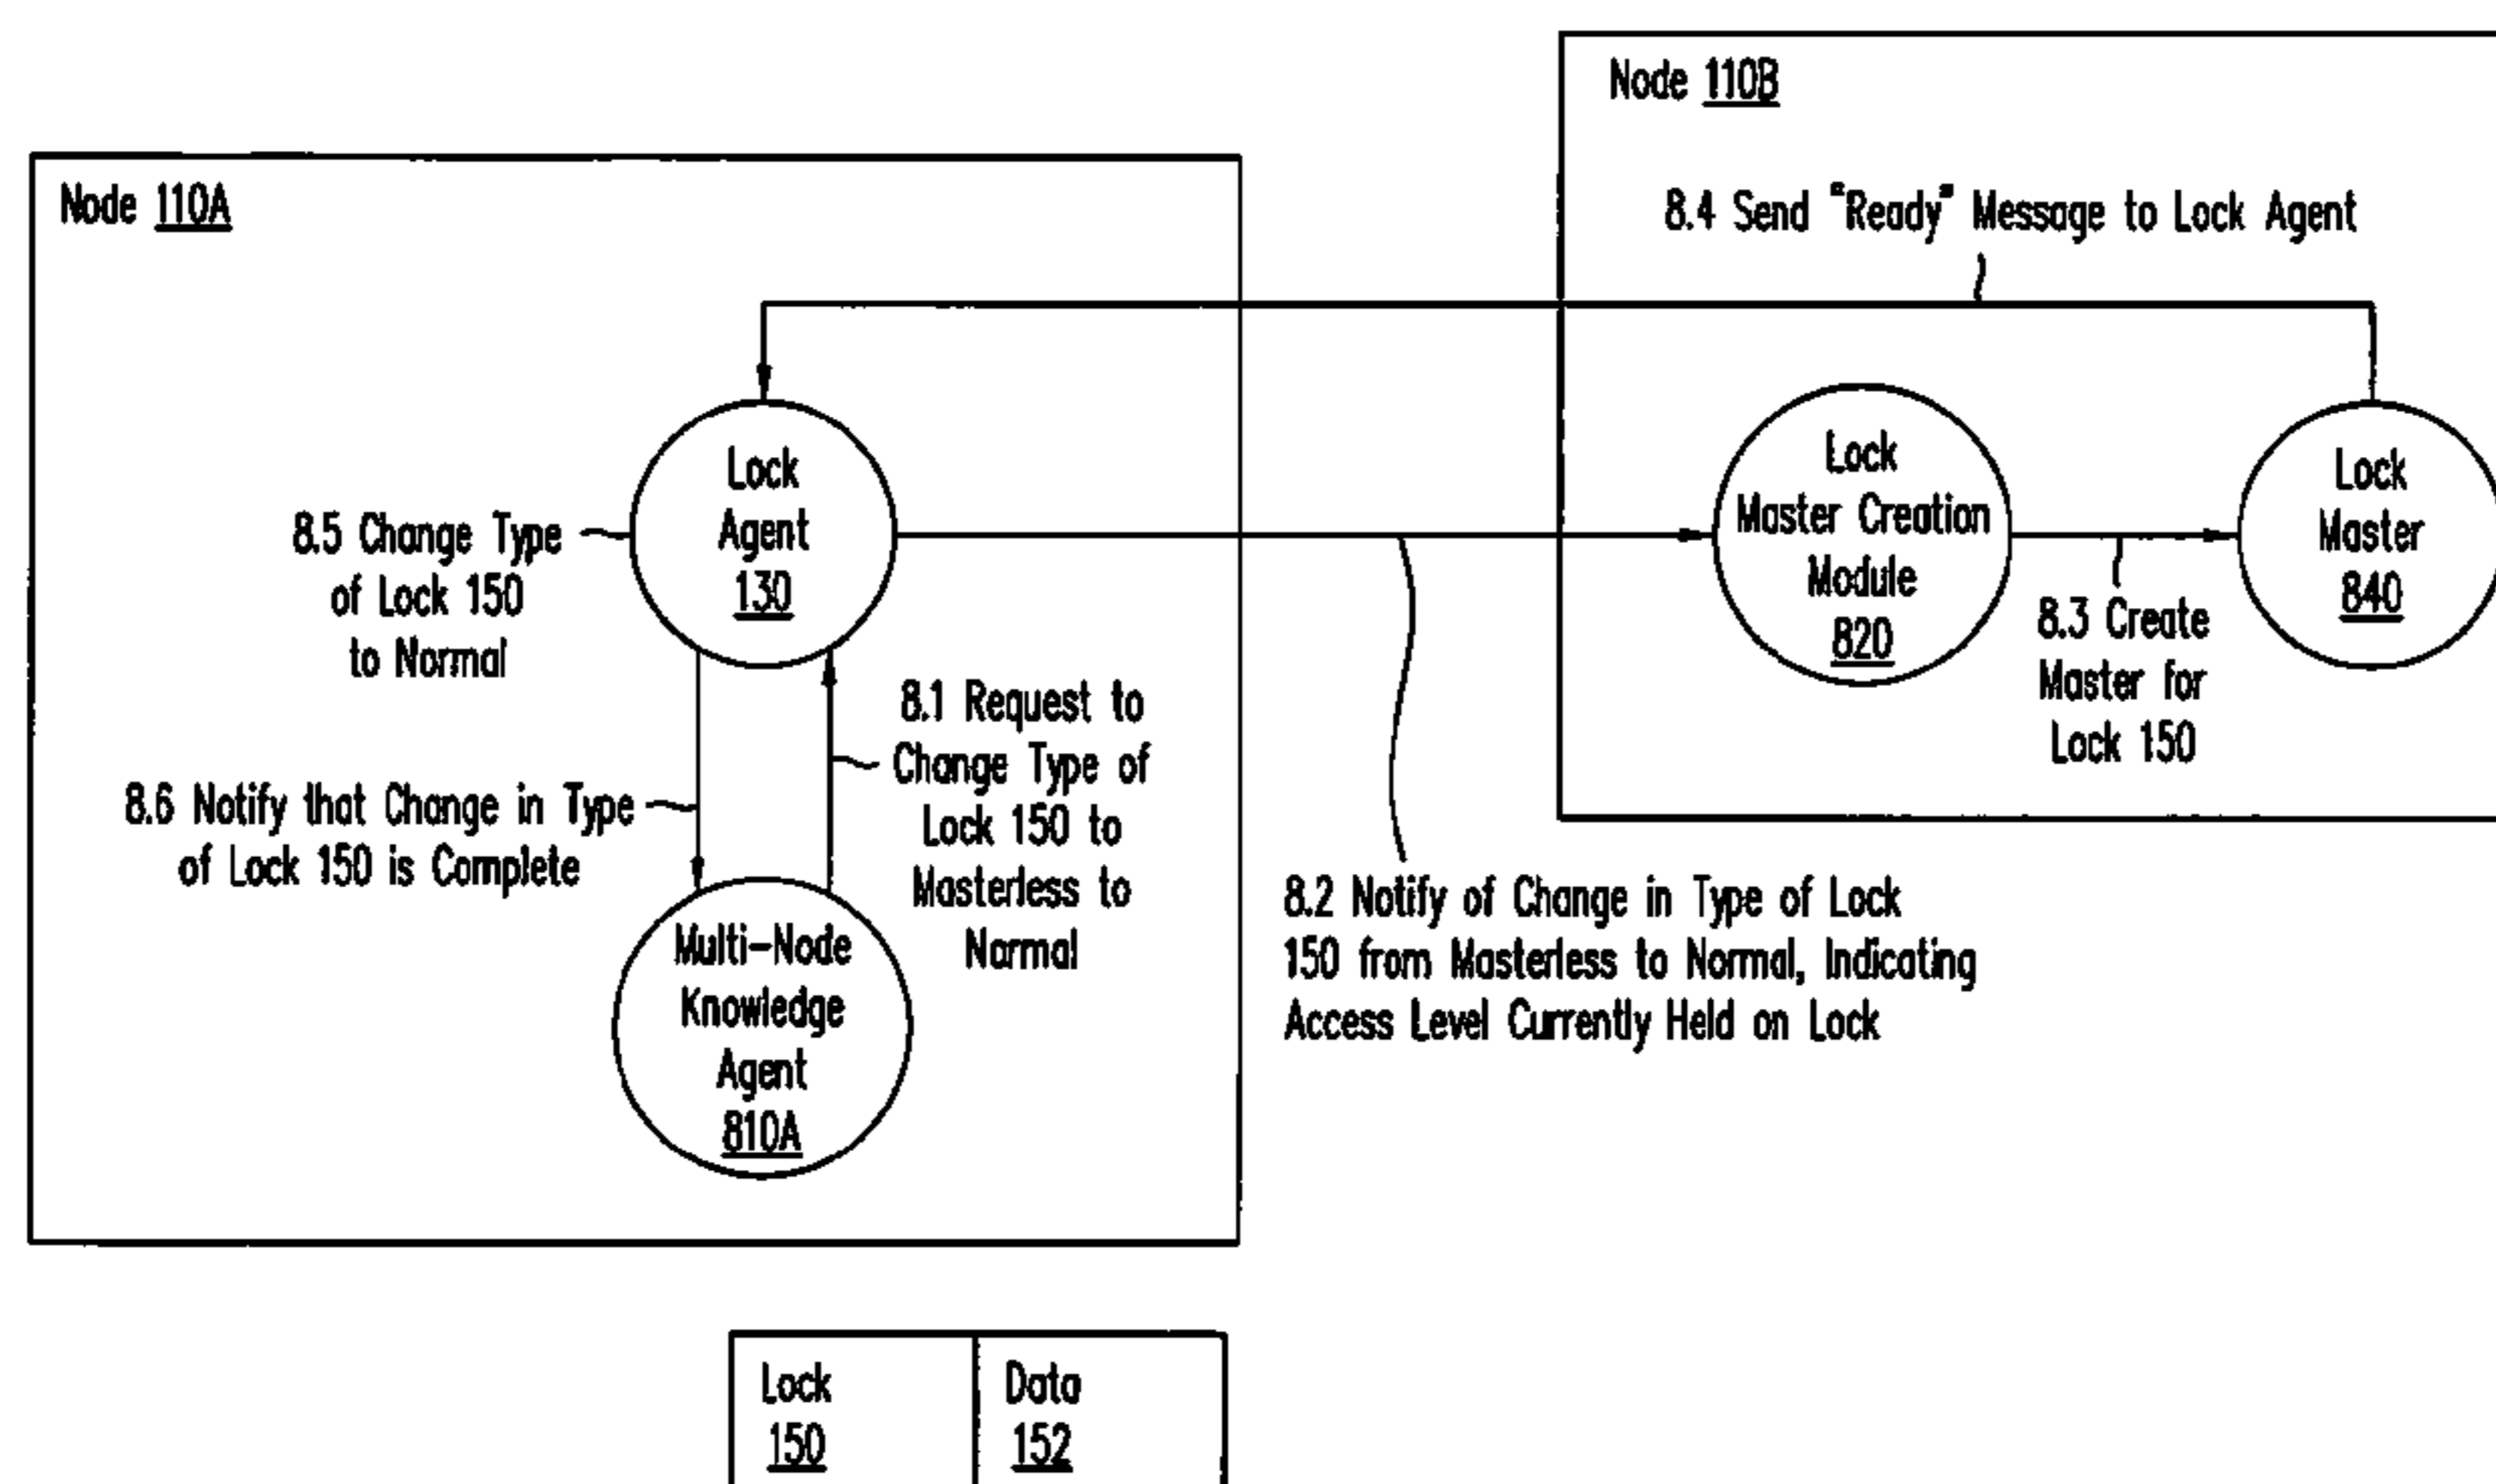 Node 110B
8.4 Send "Ready" Message to Lock Agent
Node 110A
Lock
Agent
130
8.5 Change Type
of Lock 150
to Normal
Lock
Master Creation
Module
820
Lock
Master
840
8.3 Create
Master for
Lock 150
8.1 Request to
Change Type of
Lock 150 to
Masterless to
Normal
8.6 Notify that Change in Type
of Lock 150 is Complete
8.2 Notify of Change in Type of Lock
150 from Masterless to Normal, Indicating
Access Level Currently Held on Lock
Multi-Node
Knowledge
Agent
810A
Lock
150
Data
152